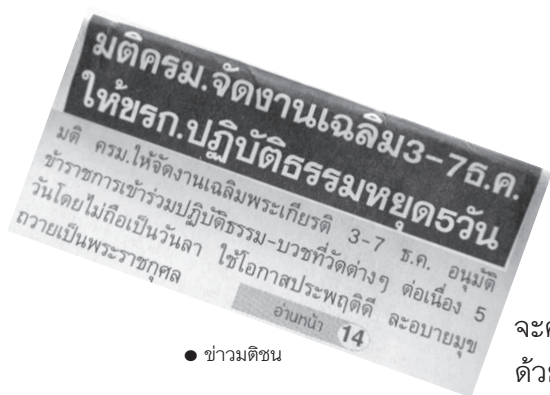 มติครม.จัดงานเฉลิม3-7ธ.ค.
ให้ขรก.ปฏิบัติธรรมหยุด5วัน
มติ ครม.ให้จัดงานเฉลิมพระเกียรติ 3-7 ธ.ค. อนุมัติ
ข้าราชการเข้าร่วมปฏิบัติธรรม-บวชที่วัดต่างๆ ต่อเนื่อง 5
วันโดยไม่ถือเป็นวันลา ใช้โอกาสประพฤติดี ละอบายมุข
ถวายเป็นพระราชกุศล
อ่านหน้า 14
● ข่าวมติชน
ด้วย